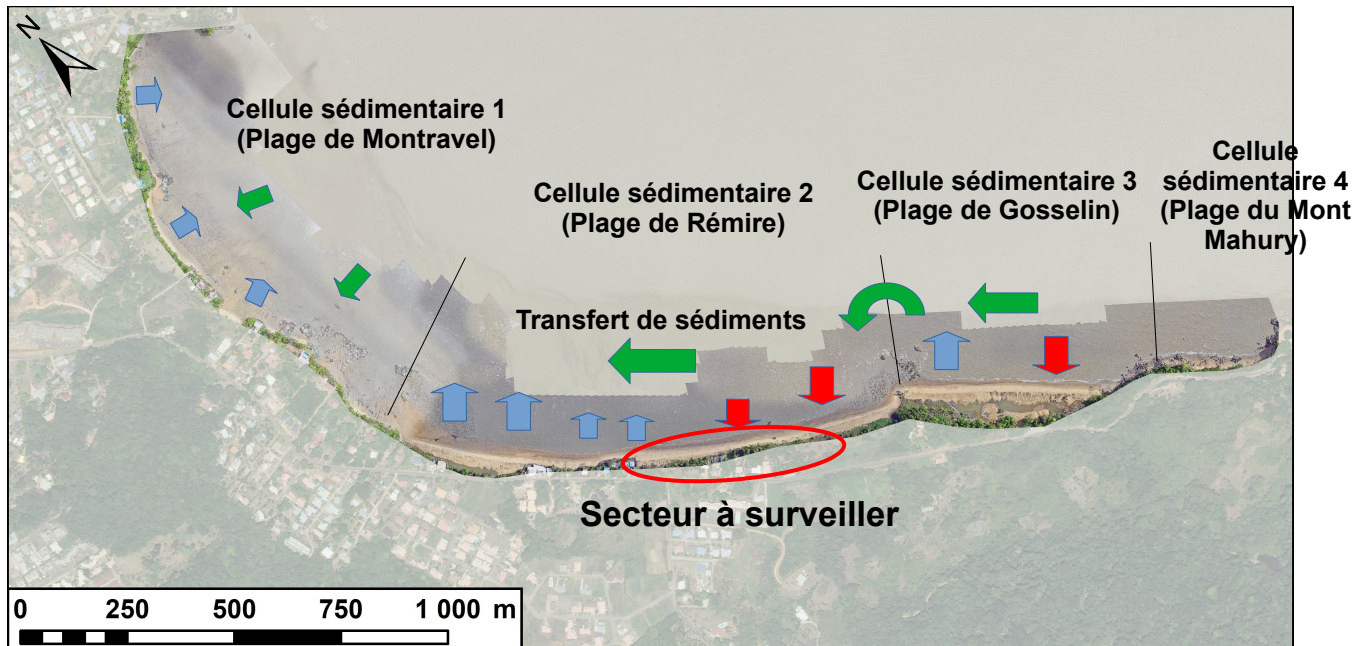 N
Cellule sédimentaire 1
(Plage de Montravel)
Cellule sédimentaire 2
(Plage de Rémire)
Cellule sédimentaire 3
(Plage de Gosselin)
Cellule
sédimentaire 4
(Plage du Mont
Mahury)
Transfert de sédiments
Secteur à surveiller
0 250 500 750 1 000 m